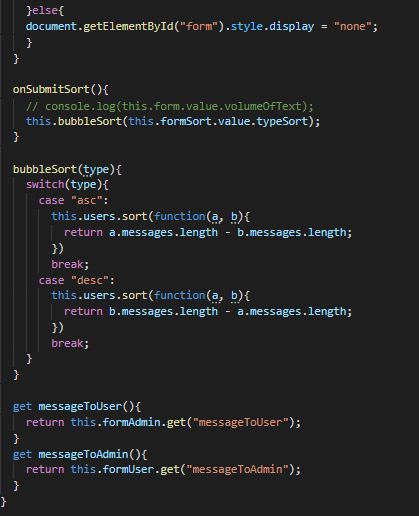 }else{
document.getElementById("form").style.display = "none";
}
}
onSubmitSort(){
// console.log(this.form.value.volumeOfText);
this.bubbleSort(this.formSort.value.typeSort);
}
bubbleSort(type){
switch(type){
case "asc":
this.users.sort(function(a, b){
return a.messages.length - b.messages.length;
})
break;
case "desc":
this.users.sort(function(a, b){
return b.messages.length - a.messages.length;
})
break;
}
}
get messageToUser(){
return this.formAdmin.get("messageToUser");
}
get messageToAdmin(){
return this.formUser.get("messageToAdmin");
}
}